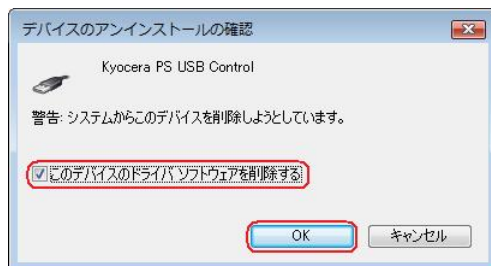 デバイスのアンインストールの確認
Kyocera PS USB Control
警告: システムからこのデバイスを削除しようとしています。
このデバイスのドライバ ソフトウェアを削除する
OK
キャンセル